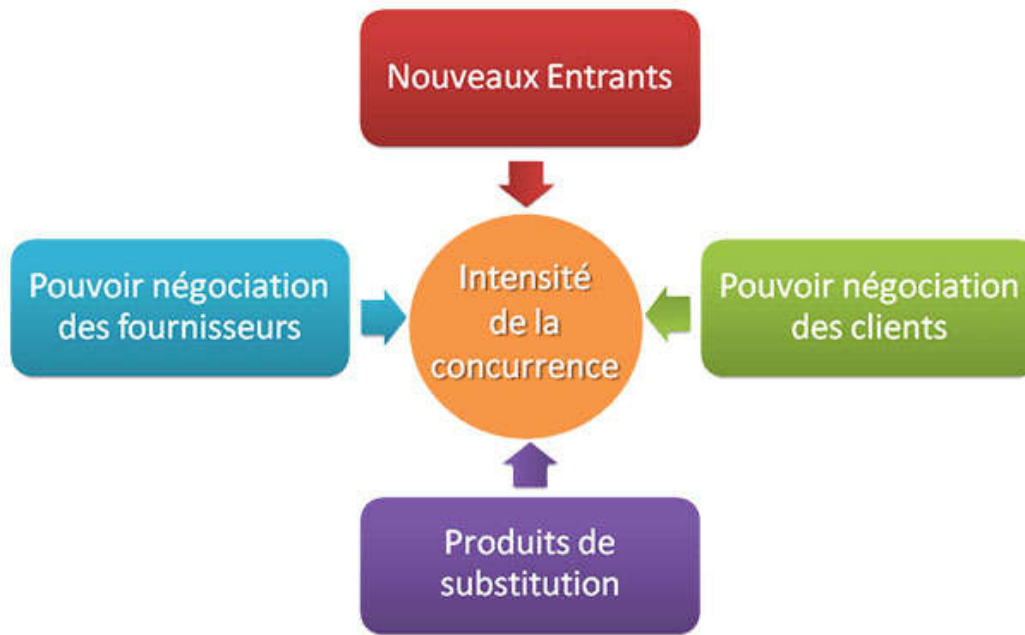 Nouveaux Entrants
Pouvoir négociation
des fournisseurs
Intensité
de la
concurrence
Pouvoir négociation
des clients
Produits de
substitution